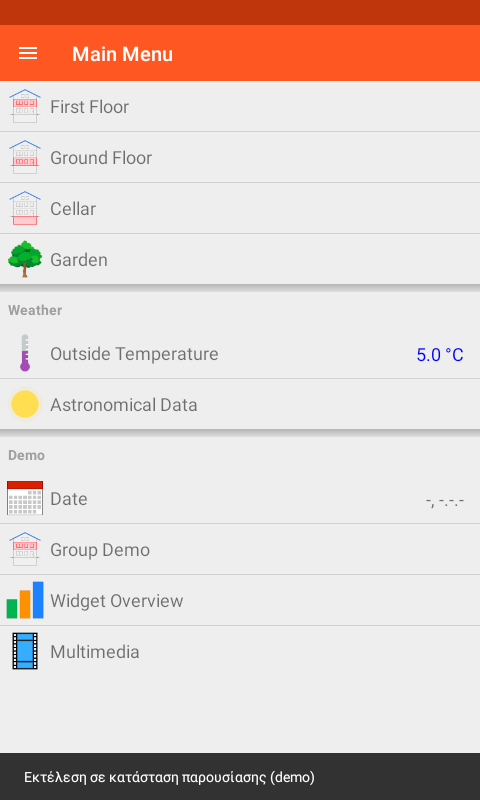 Main Menu
First Floor
Ground Floor
Cellar
Garden
Weather
Outside Temperature 5.0 °C
Astronomical Data
Demo
Date -, -.-.-
Group Demo
Widget Overview
Multimedia
Εκτέλεση σε κατάσταση παρουσίασης (demo)